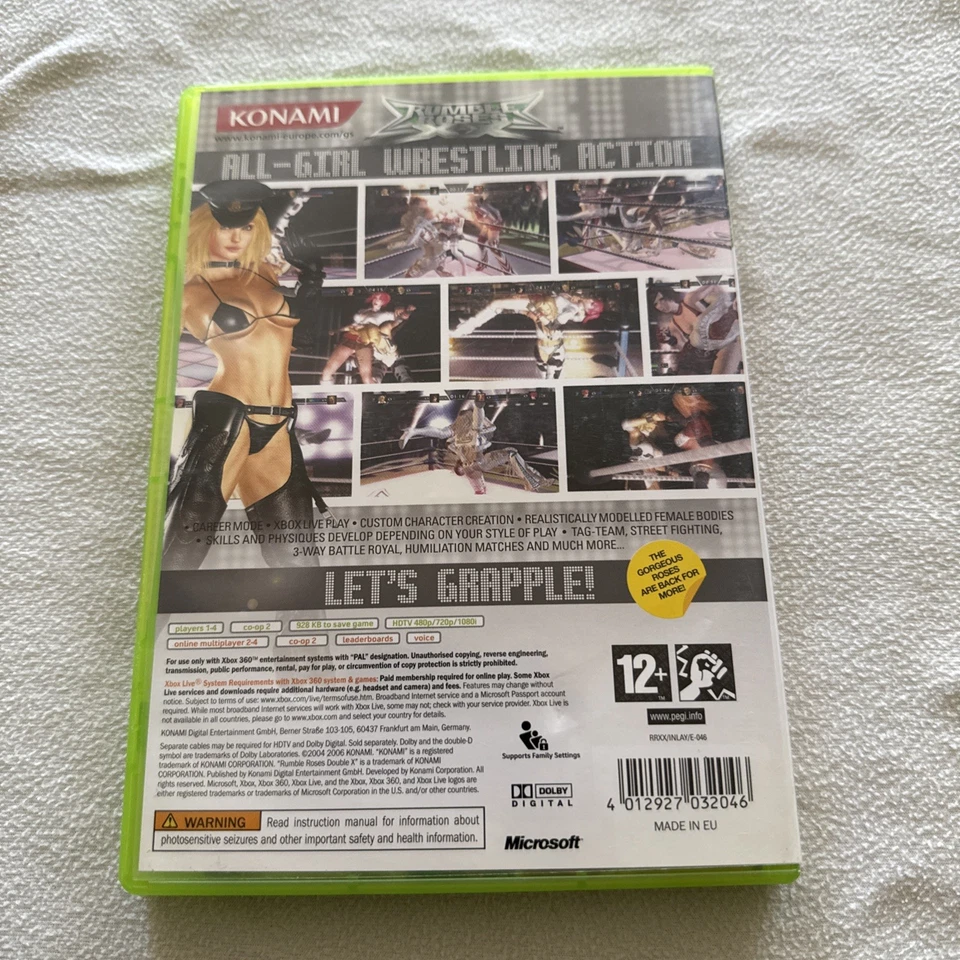 KONAMI
www.konami-europe.com/gs
RUMBLE
ROSES
XX
ALL-GIRL WRESTLING ACTION
• CAREER MODE • XBOX LIVE PLAY • CUSTOM CHARACTER CREATION • REALISTICALLY MODELLED FEMALE BODIES
• SKILLS AND PHYSIQUES DEVELOP DEPENDING ON YOUR STYLE OF PLAY • TAG-TEAM, STREET FIGHTING,
3-WAY BATTLE ROYAL, HUMILIATION MATCHES AND MUCH MORE...
LET'S GRAPPLE!
THE
GORGEOUS
ROSES
ARE BACK FOR
MORE!
players 1-4 co-op 2 928 KB to save game HDTV 480p/720p/1080i
online multiplayer 2-4 co-op 2 leaderboards voice
For use only with Xbox 360™ entertainment systems with "PAL" designation. Unauthorised copying, reverse engineering,
transmission, public performance, rental, pay for play, or circumvention of copy protection is strictly prohibited.
Xbox Live® System Requirements with Xbox 360 system & games: Paid membership required for online play. Some Xbox
Live services and downloads require additional hardware (e.g. headset and camera) and fees. Features may change without
notice. Subject to terms of use: www.xbox.com/live/termsofuse.htm. Broadband Internet service and a Microsoft Passport account
required. While most broadband Internet services will work with Xbox Live, some may not; check with your service provider. Xbox Live is
not available in all countries, please go to www.xbox.com and select your country for details.
KONAMI Digital Entertainment GmbH, Berner Straße 103-105, 60437 Frankfurt am Main, Germany.
Separate cables may be required for HDTV and Dolby Digital. Sold separately. Dolby and the double-D
symbol are trademarks of Dolby Laboratories. ©2004 2006 KONAMI. "KONAMI" is a registered
trademark of KONAMI CORPORATION. "Rumble Roses Double X" is a trademark of KONAMI
CORPORATION. Published by Konami Digital Entertainment GmbH. Developed by Konami Corporation. All
rights reserved. Microsoft, Xbox, Xbox 360, Xbox Live, and the Xbox, Xbox 360, and Xbox Live logos are
either registered trademarks or trademarks of Microsoft Corporation in the U.S. and/or other countries.
WARNING Read instruction manual for information about
photosensitive seizures and other important safety and health information.
Supports Family Settings
DOLBY
DIGITAL
Microsoft
12+
www.pegi.info
RRXX/INLAY/E-046
4 012927 032046
MADE IN EU